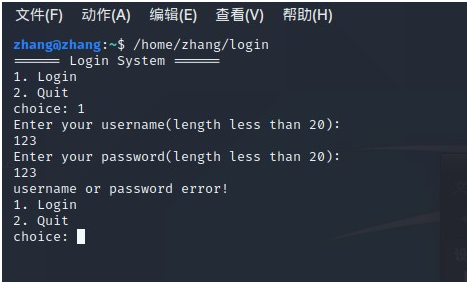 文件(F) 动作(A) 编辑(E) 查看(V) 帮助(H)
zhang@zhang:~$ /home/zhang/login
====== Login System ======
1. Login
2. Quit
choice: 1
Enter your username(length less than 20):
123
Enter your password(length less than 20):
123
username or password error!
1. Login
2. Quit
choice: